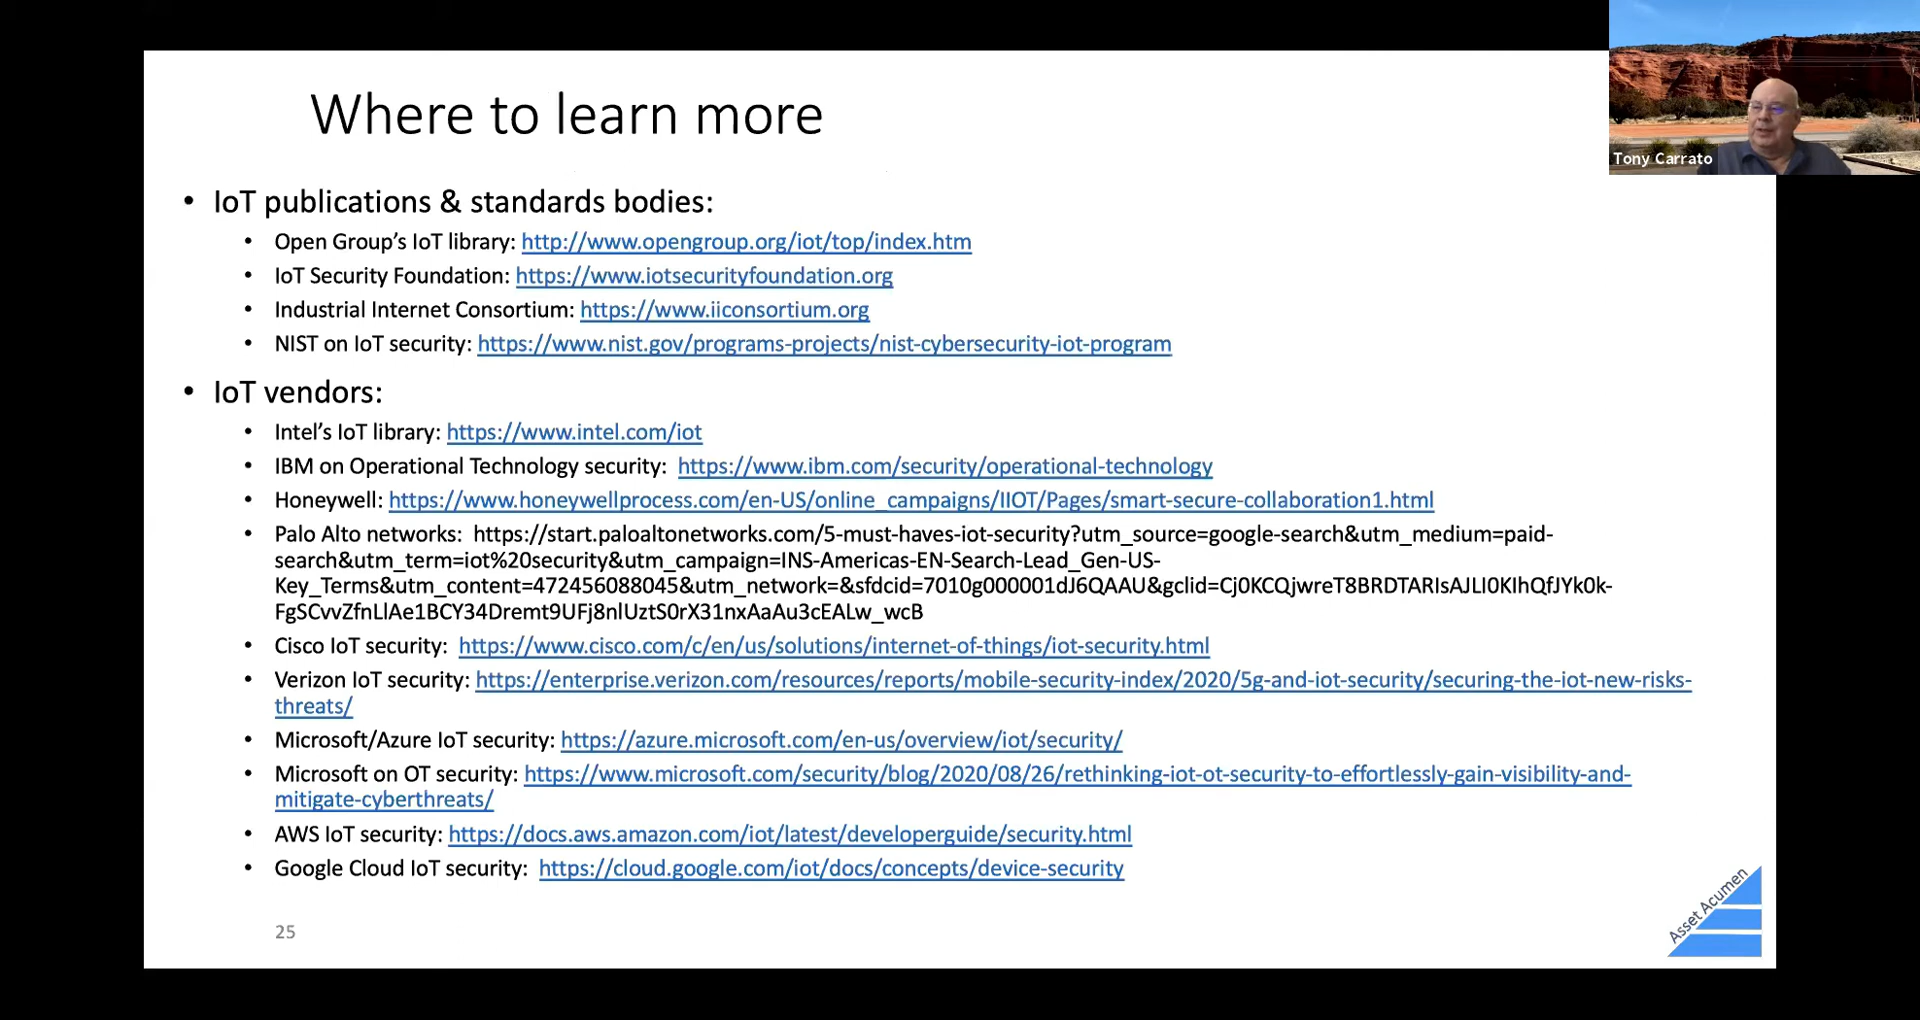 Where to learn more
Tony Carrato
• IoT publications & standards bodies:
• Open Group’s IoT library: http://www.opengroup.org/iot/top/index.htm
• IoT Security Foundation: https://www.iotsecurityfoundation.org
• Industrial Internet Consortium: https://www.iiconsortium.org
• NIST on IoT security: https://www.nist.gov/programs-projects/nist-cybersecurity-iot-program
• IoT vendors:
• Intel’s IoT library: https://www.intel.com/iot
• IBM on Operational Technology security: https://www.ibm.com/security/operational-technology
• Honeywell: https://www.honeywellprocess.com/en-US/online_campaigns/IIOT/Pages/smart-secure-collaboration1.html
• Palo Alto networks: https://start.paloaltonetworks.com/5-must-haves-iot-security?utm_source=google-search&utm_medium=paid-
search&utm_term=iot%20security&utm_campaign=INS-Americas-EN-Search-Lead_Gen-US-
Key_Terms&utm_content=472456088045&utm_network=&sfdcid=7010g000001dJ6QAAU&gclid=Cj0KCQjwreT8BRDTARIsAJLI0KIhQfJYk0k-
FgSCvvZfnLlAe1BCY34Dremt9UFj8nlUztS0rX31nxAaAu3cEALw_wcB
• Cisco IoT security: https://www.cisco.com/c/en/us/solutions/internet-of-things/iot-security.html
• Verizon IoT security: https://enterprise.verizon.com/resources/reports/mobile-security-index/2020/5g-and-iot-security/securing-the-iot-new-risks-
threats/
• Microsoft/Azure IoT security: https://azure.microsoft.com/en-us/overview/iot/security/
• Microsoft on OT security: https://www.microsoft.com/security/blog/2020/08/26/rethinking-iot-ot-security-to-effortlessly-gain-visibility-and-
mitigate-cyberthreats/
• AWS IoT security: https://docs.aws.amazon.com/iot/latest/developerguide/security.html
• Google Cloud IoT security: https://cloud.google.com/iot/docs/concepts/device-security
25
Asset Acumen